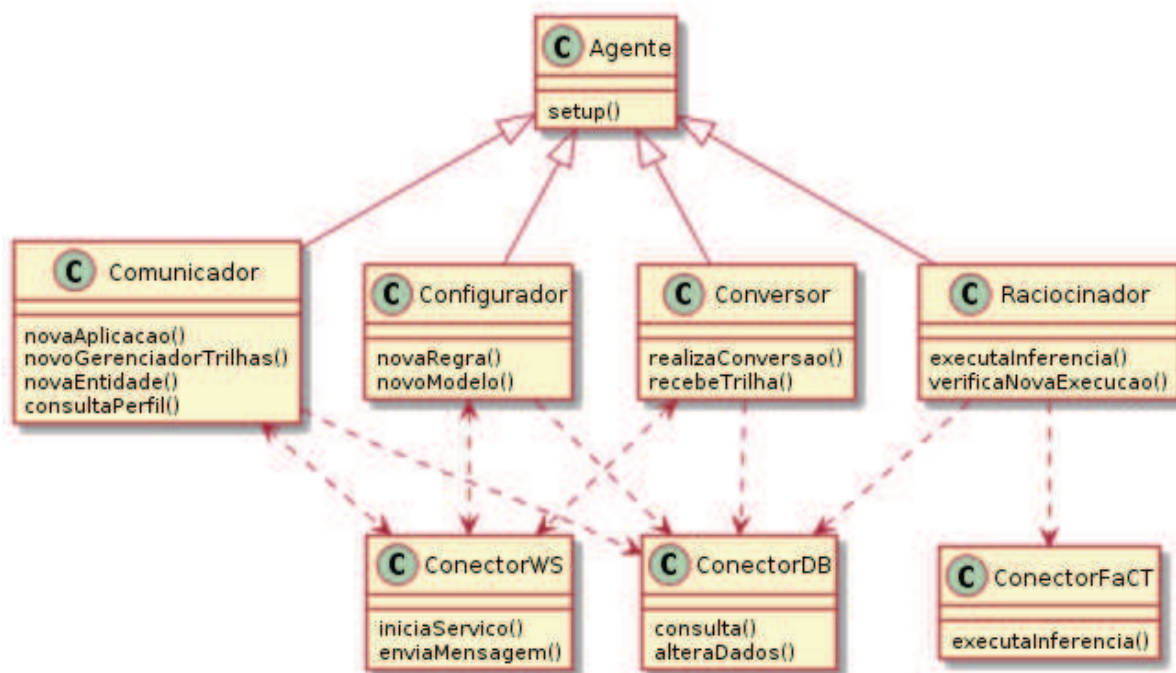 C Agente
setup()
C Comunicador
novaAplicacao()
novoGerenciadorTrilhas()
novaEntidade()
consultaPerfil()
C Configurador
novaRegra()
novoModelo()
C Conversor
realizaConversao()
recebeTrilha()
C Raciocinador
executaInferencia()
verificaNovaExecucao()
C ConectorWS
iniciaServico()
enviaMensagem()
C ConectorDB
consulta()
alteraDados()
C ConectorFaCT
executaInferencia()